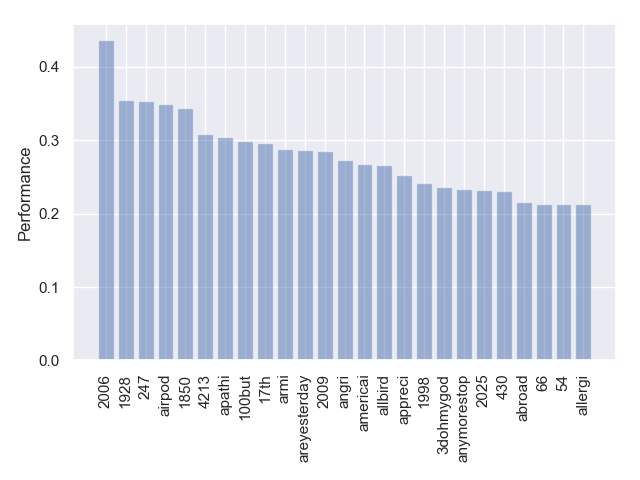 Performance
0.4
0.3
0.2
0.1
0.0
2006
1928
247
airpod
1850
4213
apathi
100but
17th
armi
areyesterday
2009
angri
americai
allbird
appreci
1998
3dohmygod
anymorestop
2025
430
abroad
66
54
allergi